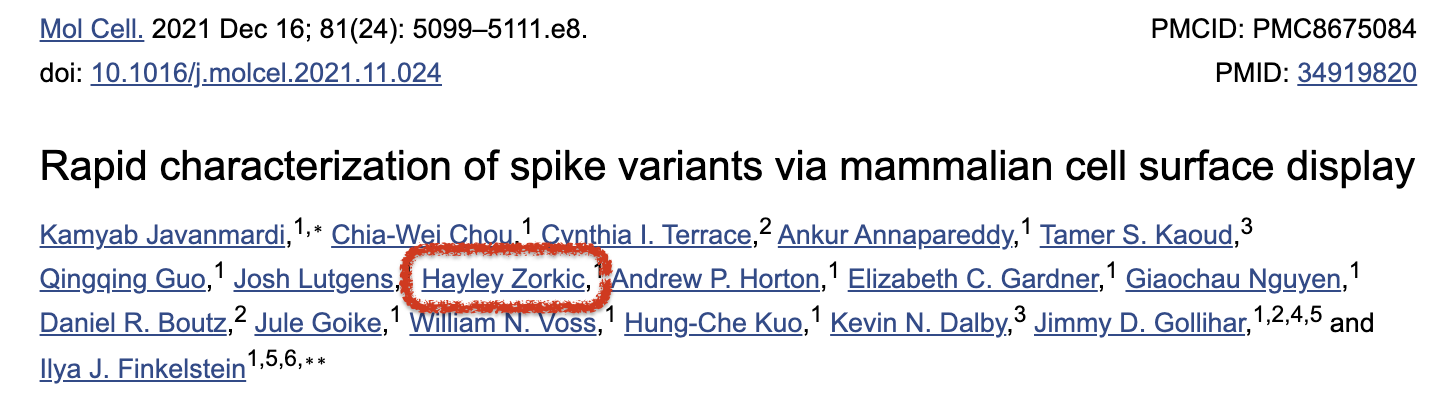 Mol Cell. 2021 Dec 16; 81(24): 5099–5111.e8.
PMCID: PMC8675084
doi: 10.1016/j.molcel.2021.11.024
PMID: 34919820
Rapid characterization of spike variants via mammalian cell surface display
Kamyab Javanmardi,1,* Chia-Wei Chou,1 Cynthia I. Terrace,2 Ankur Annapareddy,1 Tamer S. Kaoud,3
Qingqing Guo,1 Josh Lutgens, Hayley Zorkic,1 Andrew P. Horton,1 Elizabeth C. Gardner,1 Giaochau Nguyen,1
Daniel R. Boutz,2 Jule Goike,1 William N. Voss,1 Hung-Che Kuo,1 Kevin N. Dalby,3 Jimmy D. Gollihar,1,2,4,5 and
Ilya J. Finkelstein1,5,6,**